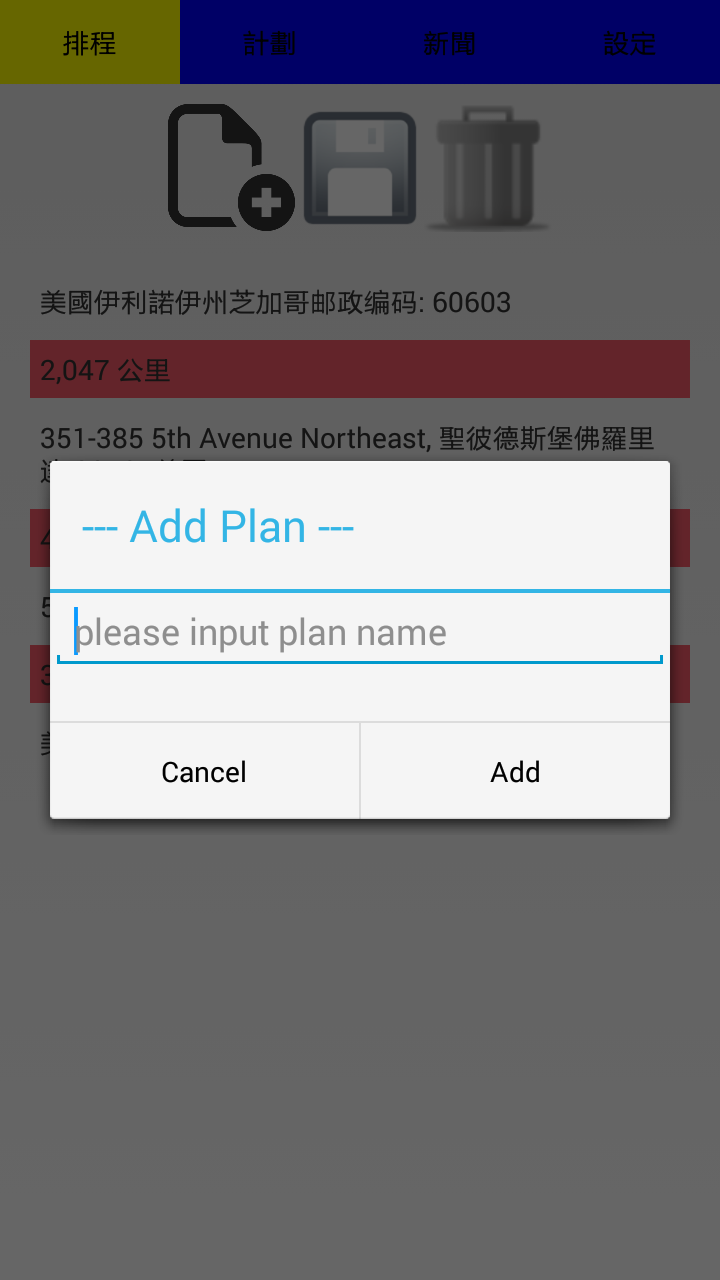 排程
計劃
新聞
設定
美國伊利諾伊州芝加哥邮政编码: 60603
2,047 公里
351-385 5th Avenue Northeast, 聖彼德斯堡佛羅里
--- Add Plan ---
please input plan name
Cancel
Add